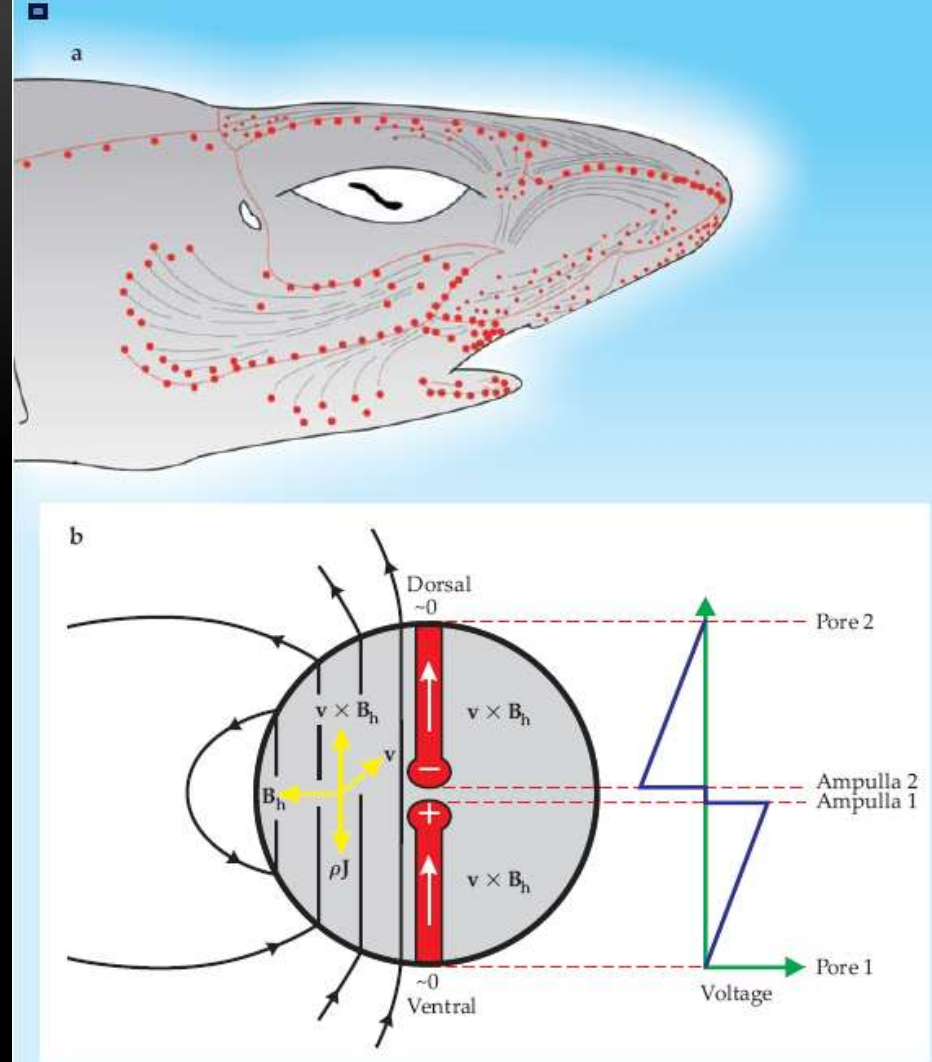 a
b
Dorsal
~0
Pore 2
v × B_h
v × B_h
v
−
Ampulla 2
B_h
Ampulla 1
+
ρJ
v × B_h
~0
Pore 1
Ventral
Voltage